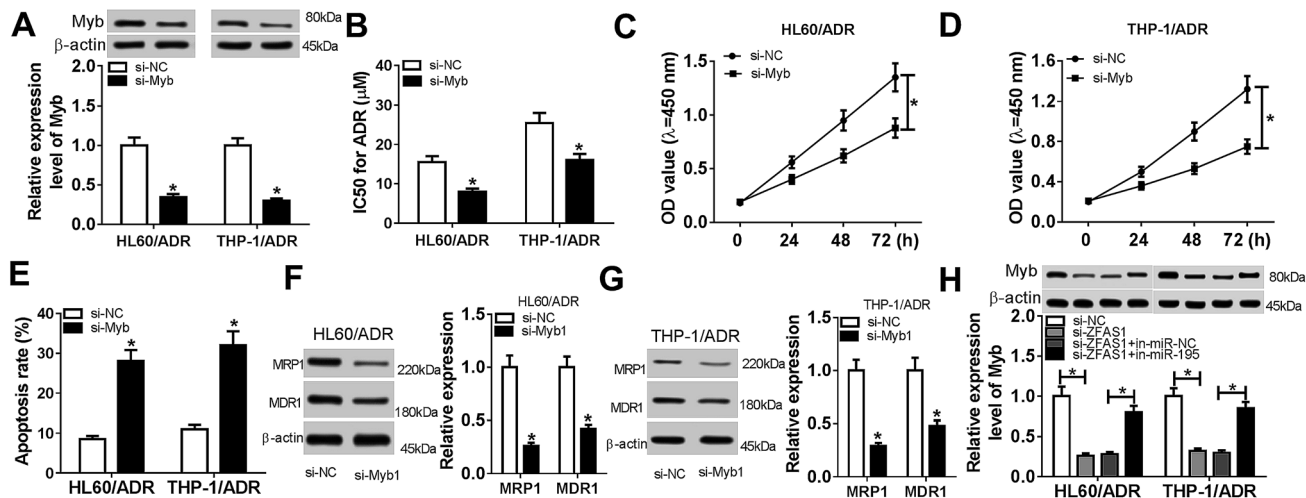 A
Myb
80kDa
β-actin
45kDa
si-NC
si-Myb
Relative expression
level of Myb
2.0
1.5
1.0
0.5
0.0
*
*
HL60/ADR
THP-1/ADR
B
si-NC
si-Myb
IC50 for ADR (μM)
40
30
20
10
0
*
*
HL60/ADR
THP-1/ADR
C
HL60/ADR
si-NC
si-Myb
OD value (λ=450 nm)
1.5
1.0
0.5
0.0
*
0 24 48 72 (h)
D
THP-1/ADR
si-NC
si-Myb
OD value (λ=450 nm)
1.6
1.2
0.8
0.4
0.0
*
0 24 48 72 (h)
E
si-NC
si-Myb
Apoptosis rate (%)
40
30
20
10
0
*
*
HL60/ADR
THP-1/ADR
F
HL60/ADR
MRP1
220kDa
MDR1
180kDa
β-actin
45kDa
si-NC si-Myb1
HL60/ADR
si-NC
si-Myb1
Relative expression
1.5
1.0
0.5
0.0
*
*
MRP1 MDR1
G
THP-1/ADR
MRP1
220kDa
MDR1
180kDa
β-actin
45kDa
si-NC si-Myb1
THP-1/ADR
si-NC
si-Myb1
Relative expression
1.5
1.0
0.5
0.0
*
*
MRP1 MDR1
H
Myb
80kDa
β-actin
45kDa
si-NC
si-ZFAS1
si-ZFAS1+in-miR-NC
si-ZFAS1+in-miR-195
Relative expression
level of Myb
2.0
1.5
1.0
0.5
0.0
*
*
*
*
HL60/ADR
THP-1/ADR